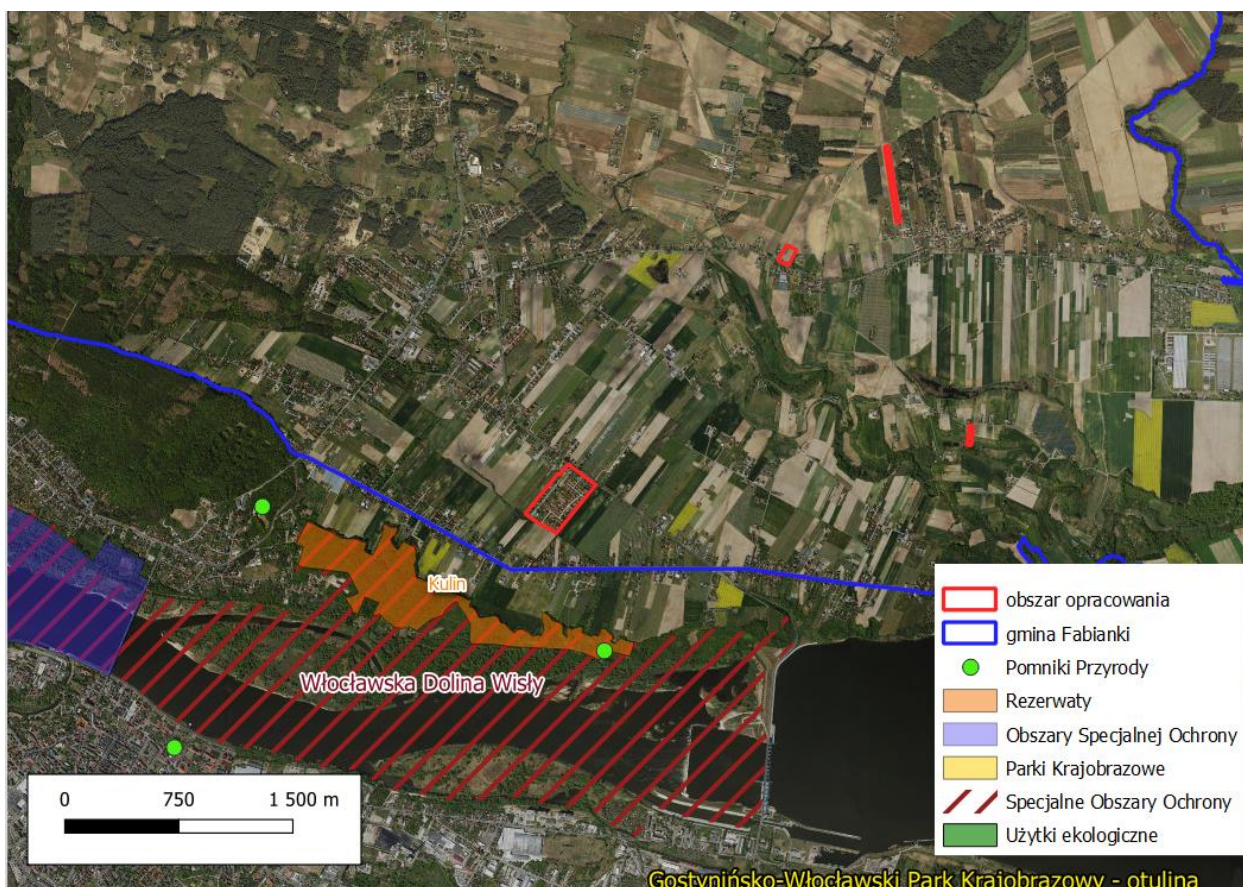 Kulin
Włocławska Dolina Wisły
obszar opracowania
gmina Fabianki
Pomniki Przyrody
Rezerwaty
Obszary Specjalnej Ochrony
Parki Krajobrazowe
Specjalne Obszary Ochrony
Użytki ekologiczne
0 750 1 500 m
Gostynińsko-Włocławski Park Krajobrazowy - otulina